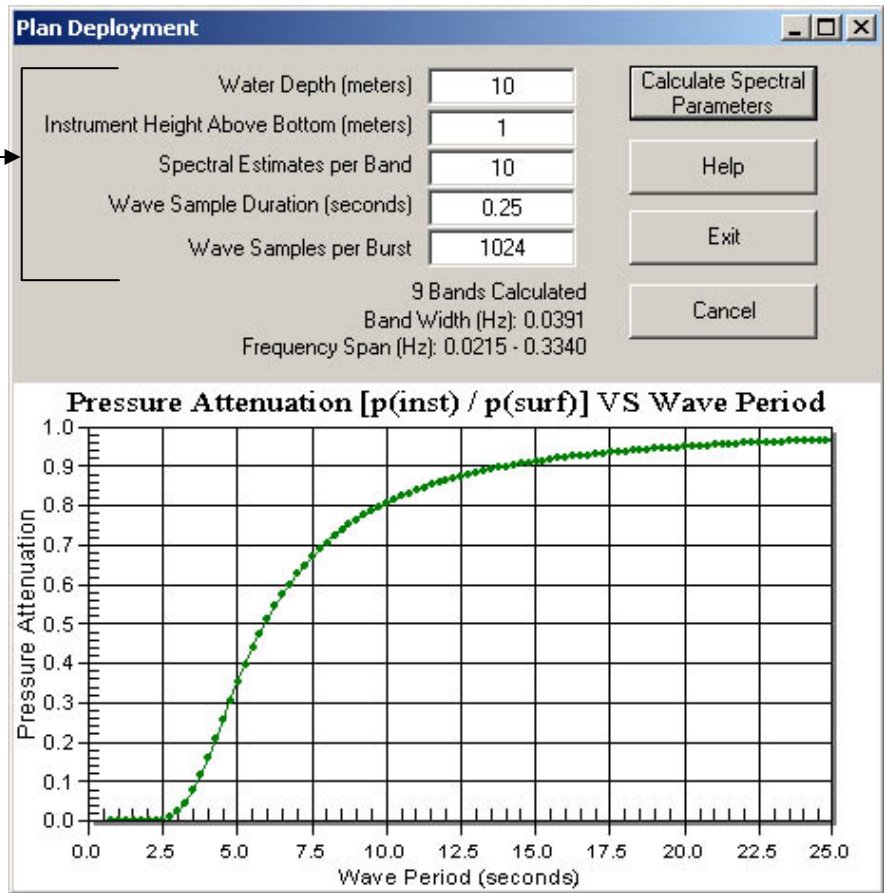 Plan Deployment
Water Depth (meters) 10
Calculate Spectral Parameters
Instrument Height Above Bottom (meters) 1
Spectral Estimates per Band 10
Help
Wave Sample Duration (seconds) 0.25
Wave Samples per Burst 1024
Exit
9 Bands Calculated
Band Width (Hz): 0.0391
Frequency Span (Hz): 0.0215 - 0.3340
Cancel
Pressure Attenuation [p(inst) / p(surf)] VS Wave Period
1.0
0.9
0.8
0.7
0.6
0.5
0.4
0.3
0.2
0.1
0.0
Pressure Attenuation
0.0 2.5 5.0 7.5 10.0 12.5 15.0 17.5 20.0 22.5 25.0
Wave Period (seconds)